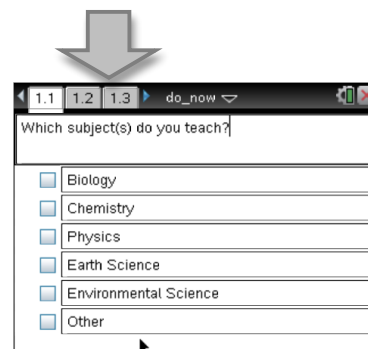 1.1 1.2 1.3 do_now
Which subject(s) do you teach?
Biology
Chemistry
Physics
Earth Science
Environmental Science
Other